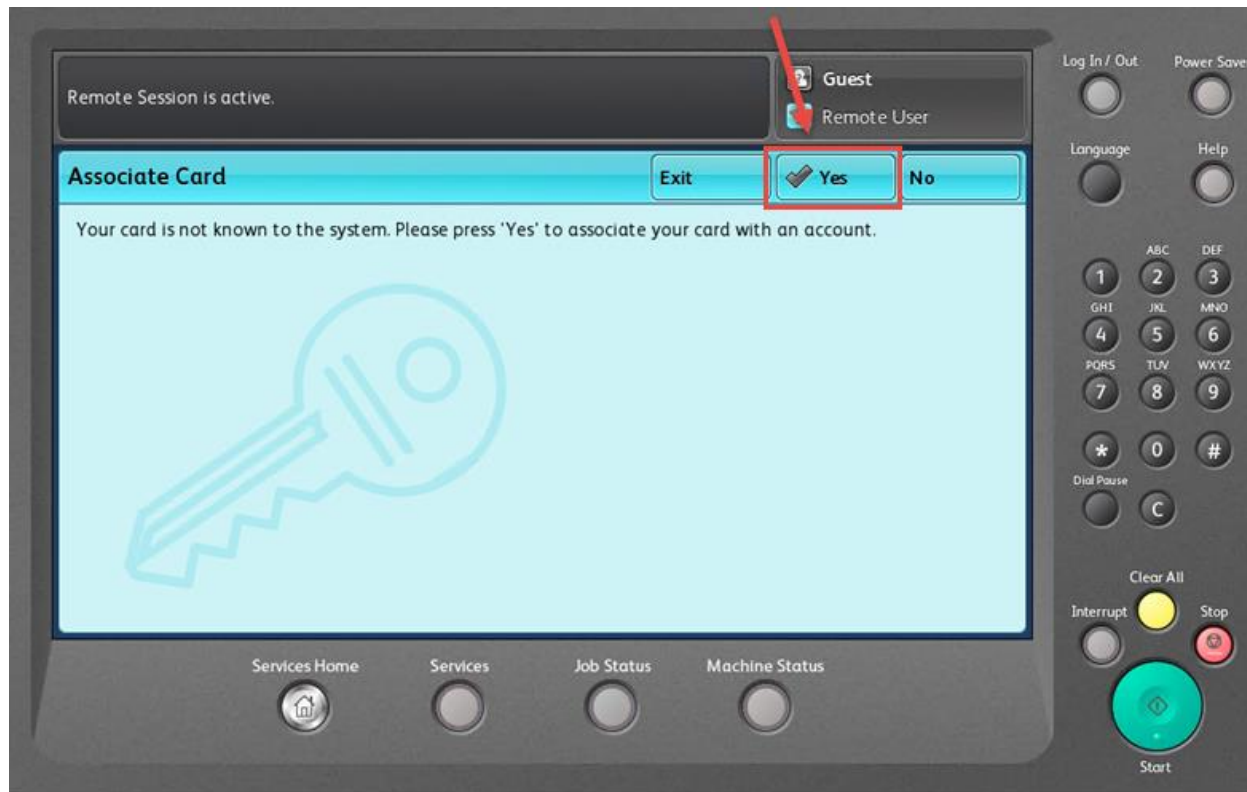 Remote Session is active.
Guest
Remote User
Associate Card
Exit
Yes
No
Your card is not known to the system. Please press 'Yes' to associate your card with an account.
Services Home
Services
Job Status
Machine Status
Log In / Out
Power Save
Language
Help
ABC DEF
1 2 3
GHI JKL MNO
4 5 6
PQRS TUV WXYZ
7 8 9
* 0 #
Dial Pause
C
Clear All
Interrupt
Stop
Start